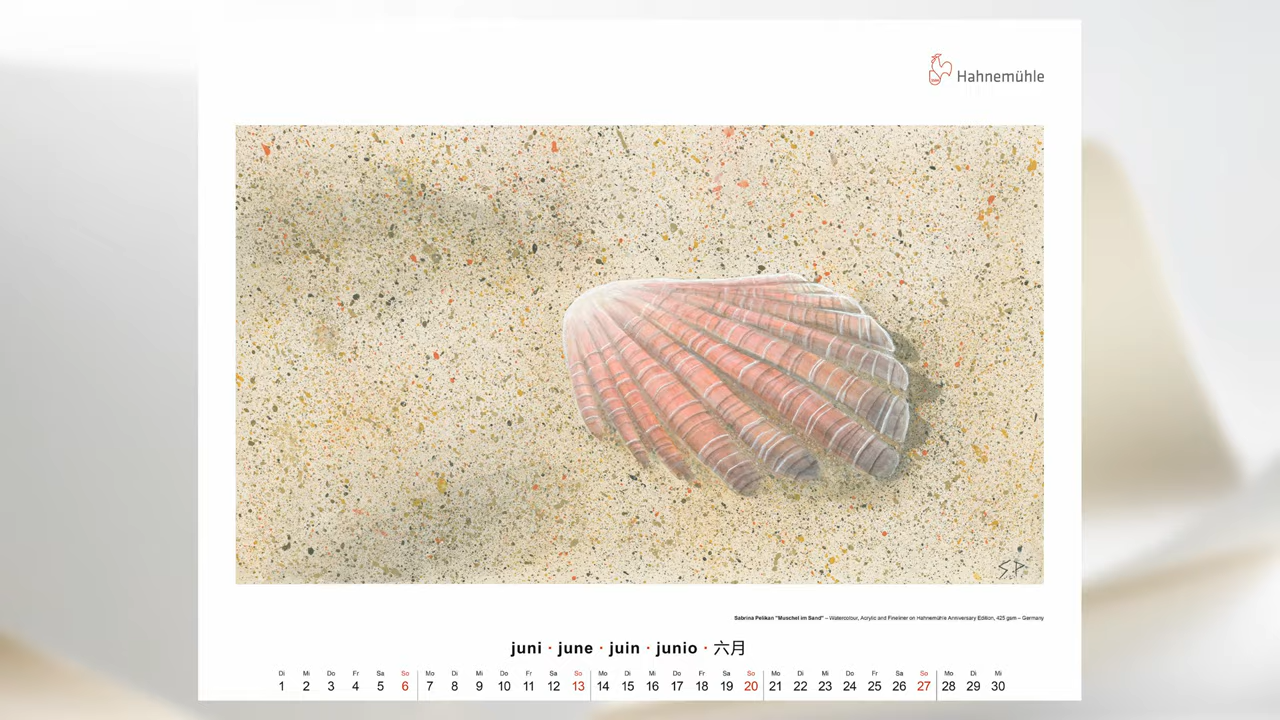 Hahnemühle
S.P
Sabrina Pelikan "Muschel im Sand" – Watercolour, Acrylic and Fineliner on Hahnemühle Anniversary Edition, 425 gsm – Germany
juni · june · juin · junio · 六月
Di Mi Do Fr Sa So Mo Di Mi Do Fr Sa So Mo Di Mi Do Fr Sa So Mo Di Mi Do Fr Sa So Mo Di Mi
1 2 3 4 5 6 7 8 9 10 11 12 13 14 15 16 17 18 19 20 21 22 23 24 25 26 27 28 29 30